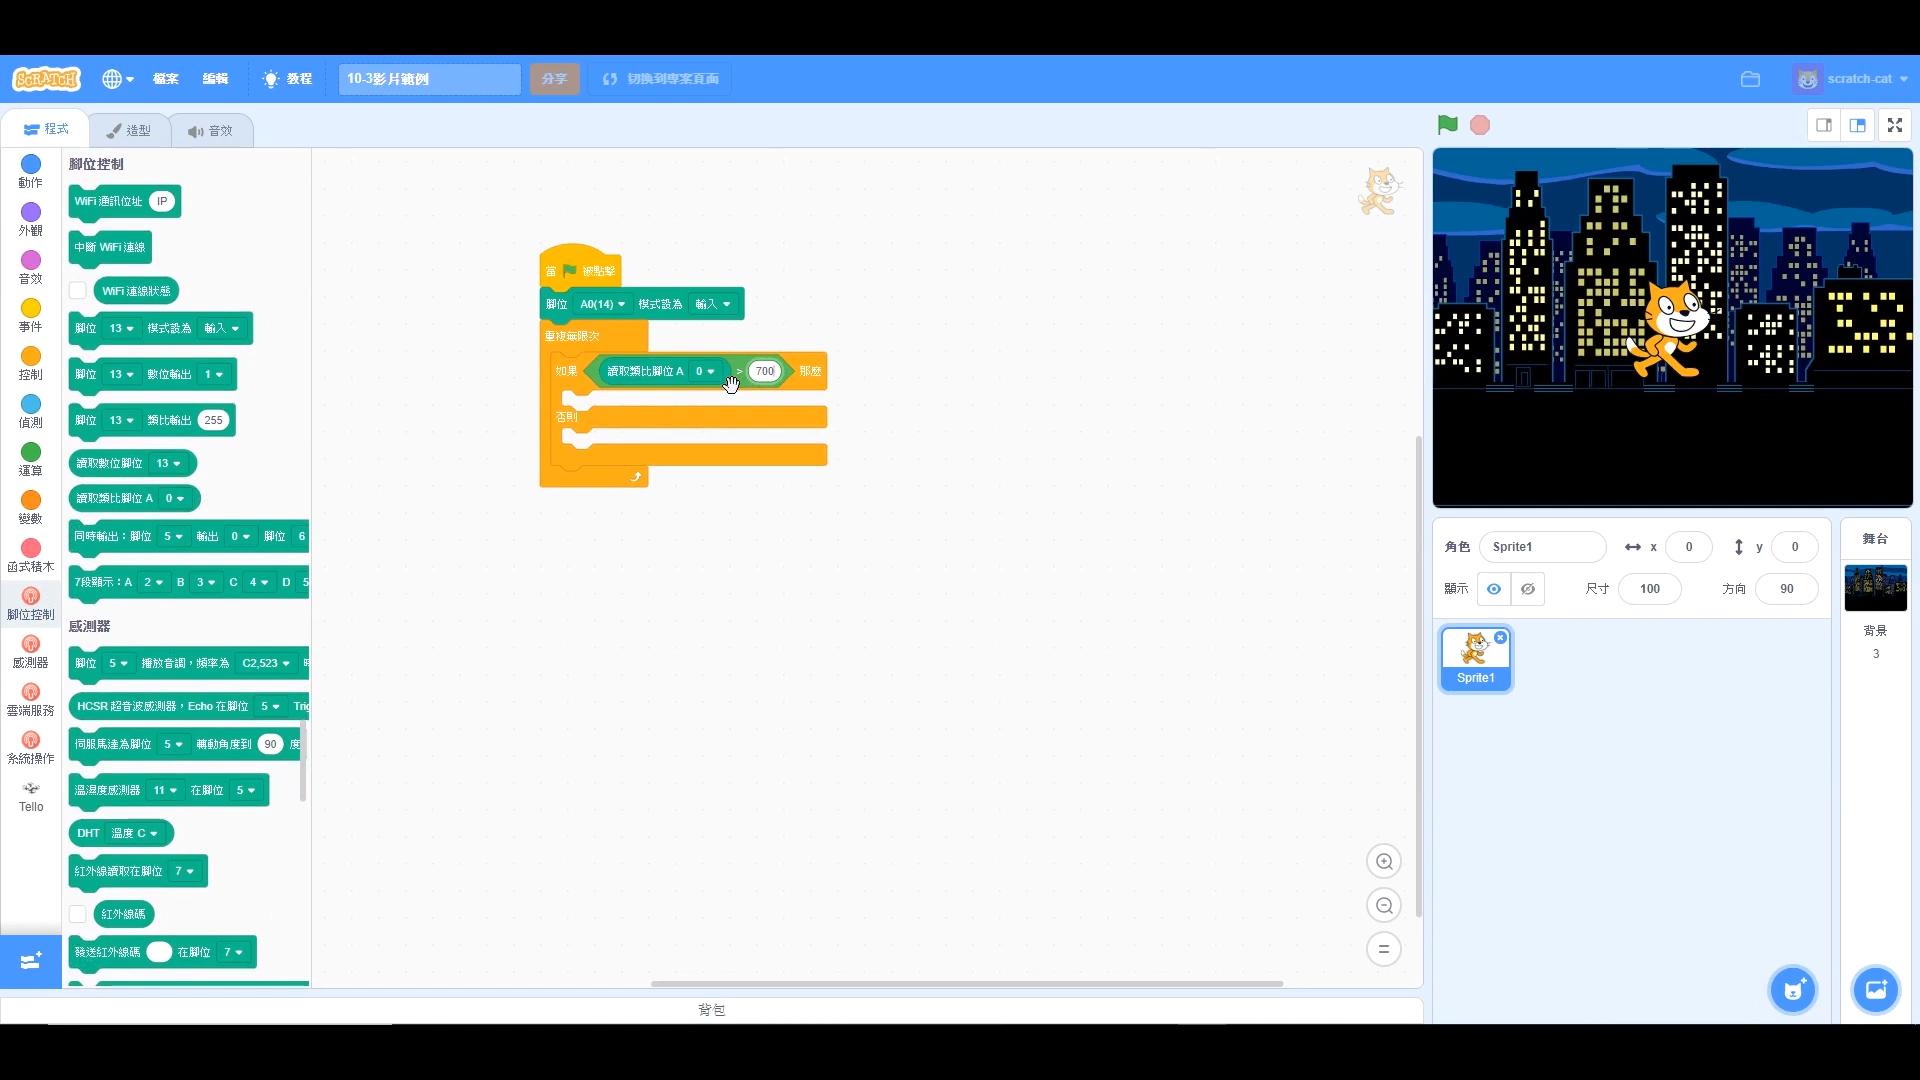 SCRATCH
檔案
編輯
教程
10-3影片範例
分享
切換到專案頁面
scratch-cat
程式
造型
音效
動作
外觀
音效
事件
控制
偵測
運算
變數
函式積木
腳位控制
感測器
雲端服務
系統操作
Tello
腳位控制
WiFi 通訊位址 IP
中斷 WiFi 連線
WiFi 連線狀態
腳位 13 模式設為 輸入
腳位 13 數位輸出 1
腳位 13 類比輸出 255
讀取數位腳位 13
讀取類比腳位 A 0
同時輸出：腳位 5 輸出 0 腳位 6
7段顯示：A 2 B 3 C 4 D 5
感測器
腳位 5 播放音調，頻率為 C2,523
HCSR 超音波感測器，Echo 在腳位 5 Trig
伺服馬達為腳位 5 轉動角度到 90 度
溫濕度感測器 11 在腳位 5
DHT 溫度 C
紅外線讀取在腳位 7
紅外線碼
發送紅外線碼 在腳位 7
當 被點擊
腳位 A0(14) 模式設為 輸入
重複無限次
如果 讀取類比腳位 A 0 > 700 那麼
否則
背包
角色 Sprite1 x 0 y 0
顯示 尺寸 100 方向 90
Sprite1
舞台
背景
3